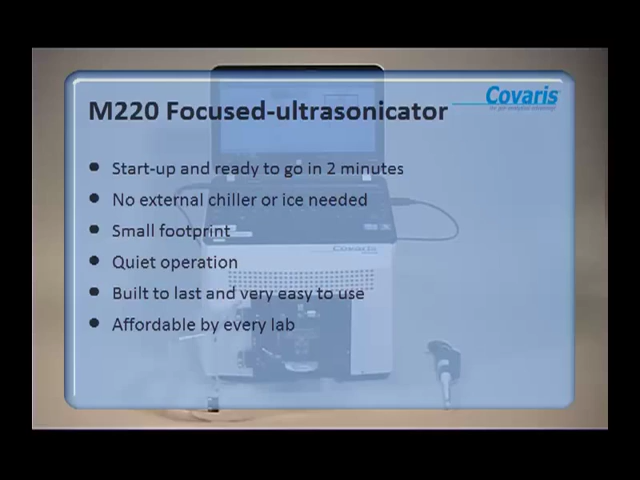 Covaris
M220 Focused-ultrasonicator
Start-up and ready to go in 2 minutes
No external chiller or ice needed
Small footprint
Quiet operation
Built to last and very easy to use
Affordable by every lab
Covaris